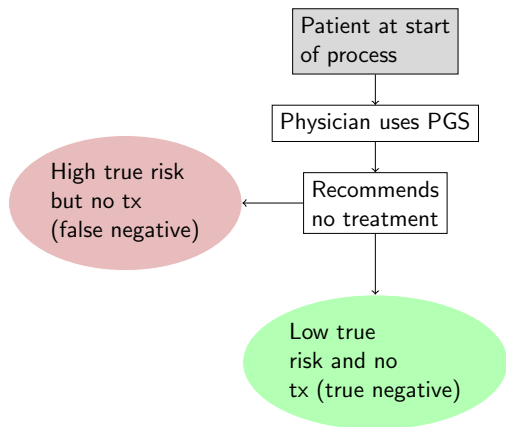 Patient at start
of process
Physician uses PGS
High true risk
but no tx
(false negative)
Recommends
no treatment
Low true
risk and no
tx (true negative)